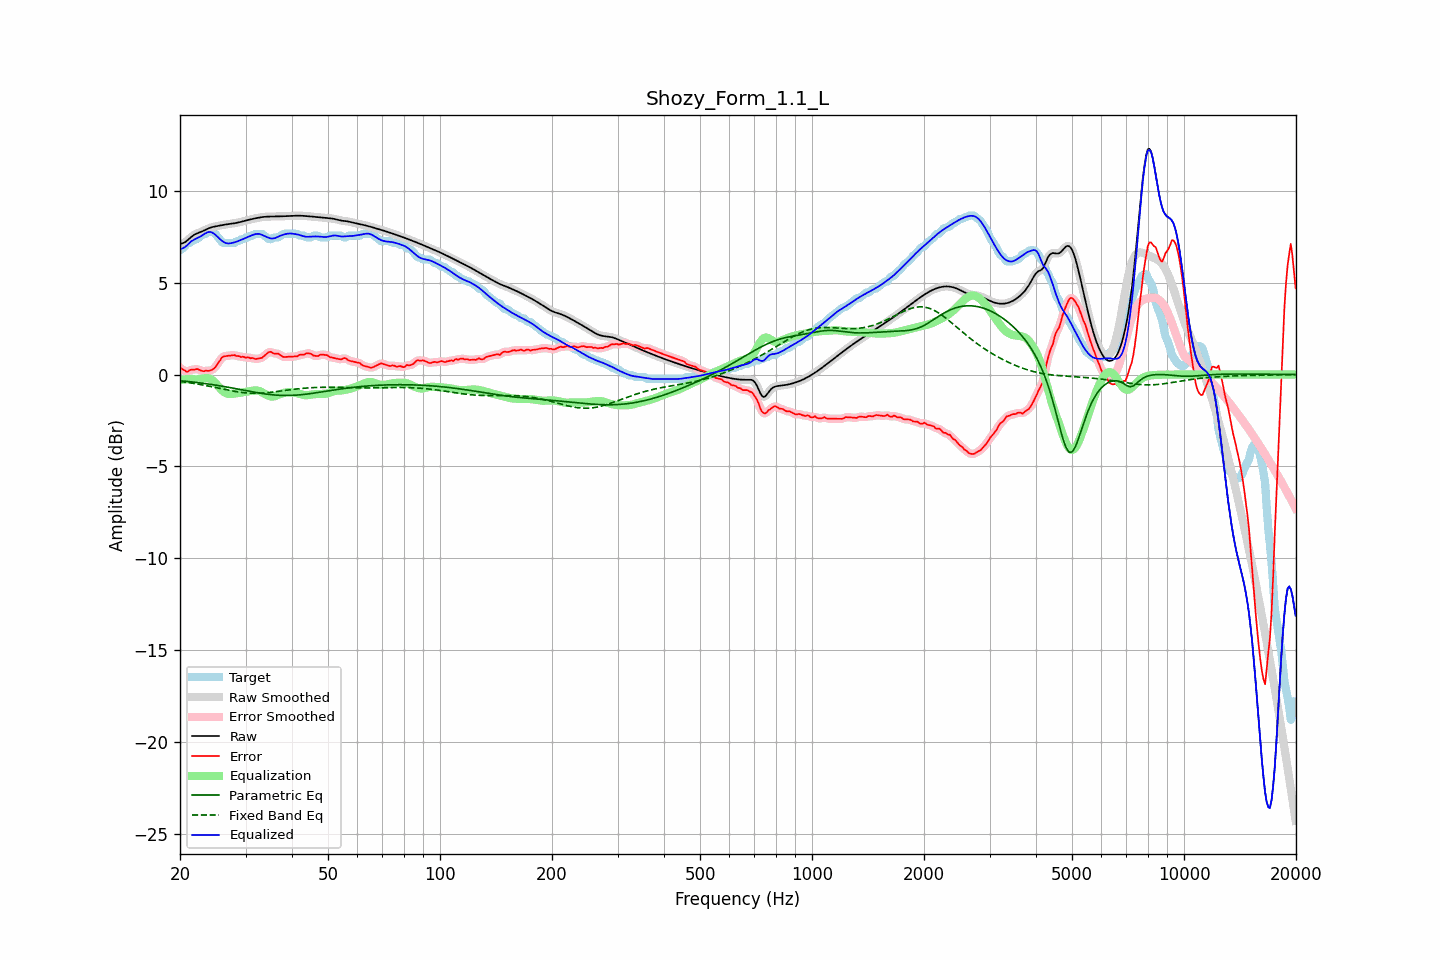 Shozy_Form_1.1_L
Amplitude (dBr)
10
5
0
−5
−10
−15
−20
−25
Target
Raw Smoothed
Error Smoothed
Raw
Error
Equalization
Parametric Eq
Fixed Band Eq
Equalized
20 50 100 200 500 1000 2000 5000 10000 20000
Frequency (Hz)